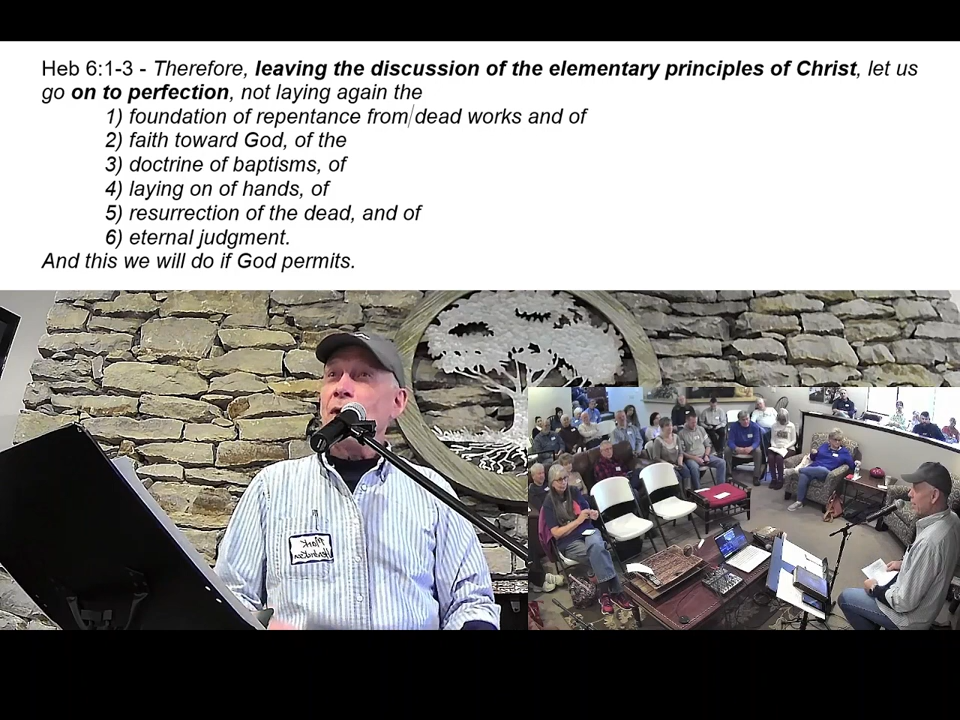 Heb 6:1-3 - Therefore, leaving the discussion of the elementary principles of Christ, let us
go on to perfection, not laying again the
1) foundation of repentance from/dead works and of
2) faith toward God, of the
3) doctrine of baptisms, of
4) laying on of hands, of
5) resurrection of the dead, and of
6) eternal judgment.
And this we will do if God permits.
Mark
Hendricksen